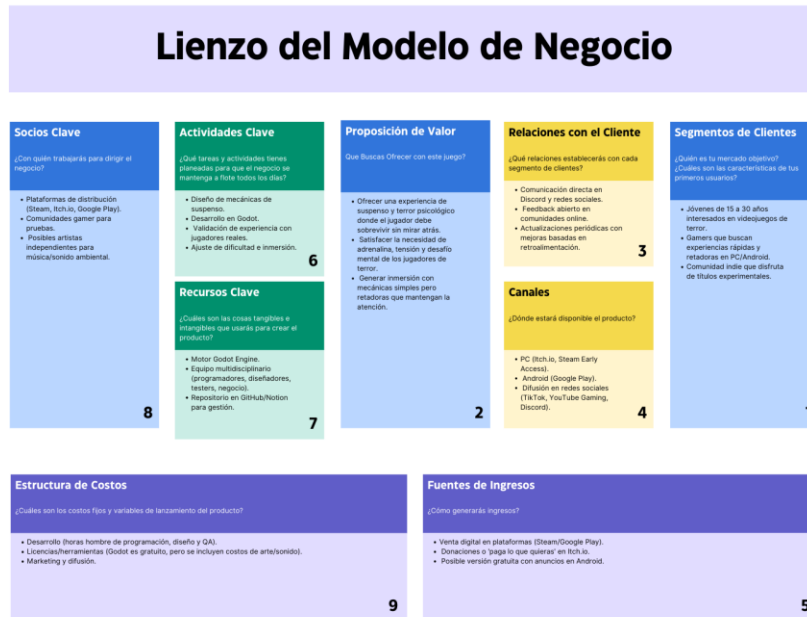 Lienzo del Modelo de Negocio
Socios Clave
¿Con quién trabajarás para dirigir el
negocio?
• Plataformas de distribución
(Steam, Itch.io, Google Play).
• Comunidades gamer para
pruebas.
• Posibles artistas
independientes para
música/sonido ambiental.
8
Actividades Clave
¿Qué tareas y actividades tienes
planeadas para que el negocio se
mantenga a flote todos los días?
• Diseño de mecánicas de
suspenso.
• Desarrollo en Godot.
• Validación de experiencia con
jugadores reales.
• Ajuste de dificultad e inmersión.
6
Recursos Clave
¿Cuáles son las cosas tangibles e
intangibles que usarás para crear el
producto?
• Motor Godot Engine.
• Equipo multidisciplinario
(programadores, diseñadores,
testers, negocio).
• Repositorio en GitHub/Notion
para gestión.
7
Proposición de Valor
Que Buscas Ofrecer con este juego?
• Ofrecer una experiencia de
suspenso y terror psicológico
donde el jugador debe
sobrevivir sin mirar atrás.
• Satisfacer la necesidad de
adrenalina, tensión y desafío
mental de los jugadores de
terror.
• Generar inmersión con
mecánicas simples pero
retadoras que mantengan la
atención.
2
Relaciones con el Cliente
¿Qué relaciones establecerás con cada
segmento de clientes?
• Comunicación directa en
Discord y redes sociales.
• Feedback abierto en
comunidades online.
• Actualizaciones periódicas con
mejoras basadas en
retroalimentación.
3
Canales
¿Dónde estará disponible el producto?
• PC (Itch.io, Steam Early
Access).
• Android (Google Play).
• Difusión en redes sociales
(TikTok, YouTube Gaming,
Discord).
4
Segmentos de Clientes
¿Quién es tu mercado objetivo?
¿Cuáles son las características de tus
primeros usuarios?
• Jóvenes de 15 a 30 años
interesados en videojuegos de
terror.
• Gamers que buscan
experiencias rápidas y
retadoras en PC/Android.
• Comunidad indie que disfruta
de títulos experimentales.
Estructura de Costos
¿Cuáles son los costos fijos y variables de lanzamiento del producto?
• Desarrollo (horas hombre de programación, diseño y QA).
• Licencias/herramientas (Godot es gratuito, pero se incluyen costos de arte/sonido).
• Marketing y difusión.
9
Fuentes de Ingresos
¿Cómo generarás ingresos?
• Venta digital en plataformas (Steam/Google Play).
• Donaciones o 'paga lo que quieras' en Itch.io.
• Posible versión gratuita con anuncios en Android.
5